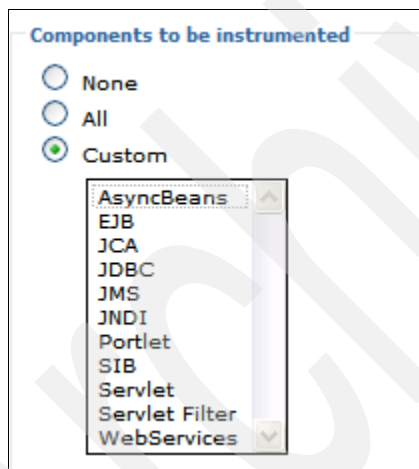 Components to be instrumented
None
All
Custom
AsyncBeans
EJB
JCA
JDBC
JMS
JNDI
Portlet
SIB
Servlet
Servlet Filter
WebServices